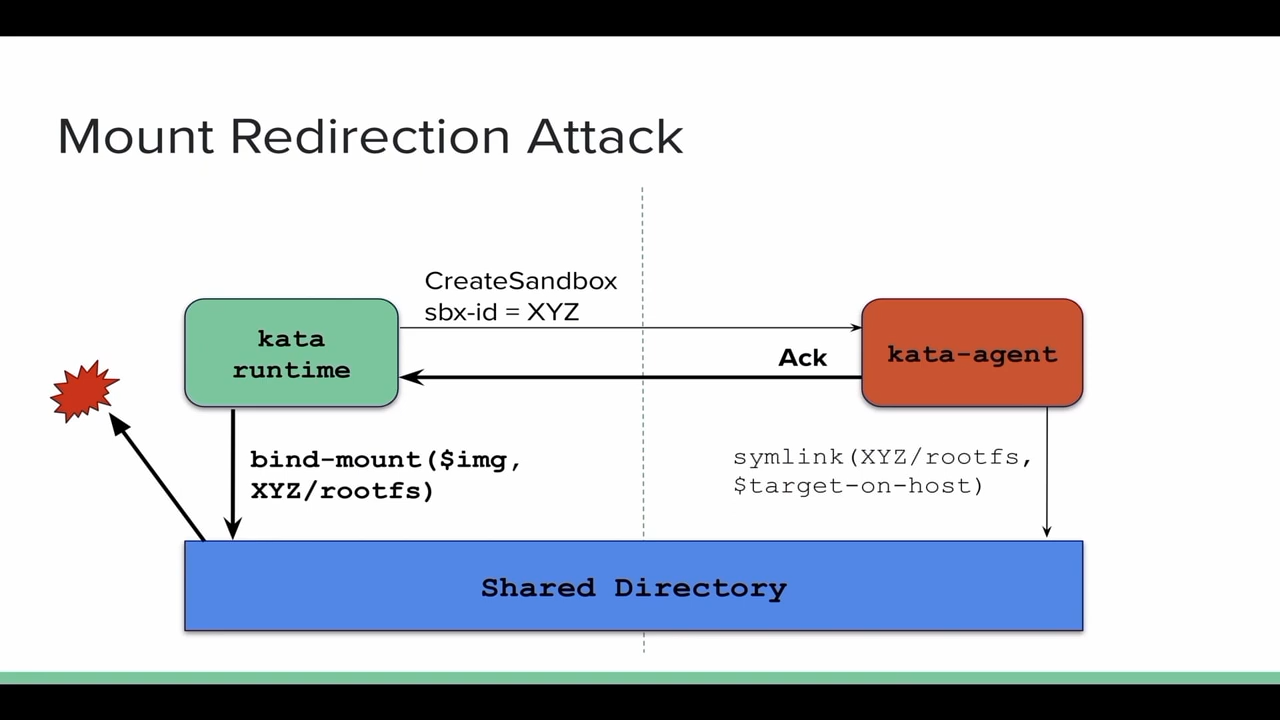 Mount Redirection Attack
CreateSandbox
sbx-id = XYZ
kata
runtime
Ack
kata-agent
bind-mount($img,
XYZ/rootfs)
symlink(XYZ/rootfs,
$target-on-host)
Shared Directory